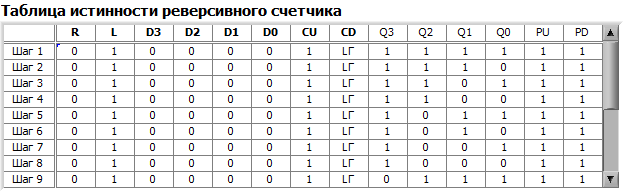 Таблица истинности реверсивного счетчика
R L D3 D2 D1 D0 CU CD Q3 Q2 Q1 Q0 PU PD
Шаг 1 0 1 0 0 0 0 1 LГ 1 1 1 1 1 1
Шаг 2 0 1 0 0 0 0 1 LГ 1 1 1 0 1 1
Шаг 3 0 1 0 0 0 0 1 LГ 1 1 0 1 1 1
Шаг 4 0 1 0 0 0 0 1 LГ 1 1 0 0 1 1
Шаг 5 0 1 0 0 0 0 1 LГ 1 0 1 1 1 1
Шаг 6 0 1 0 0 0 0 1 LГ 1 0 1 0 1 1
Шаг 7 0 1 0 0 0 0 1 LГ 1 0 0 1 1 1
Шаг 8 0 1 0 0 0 0 1 LГ 1 0 0 0 1 1
Шаг 9 0 1 0 0 0 0 1 LГ 0 1 1 1 1 1